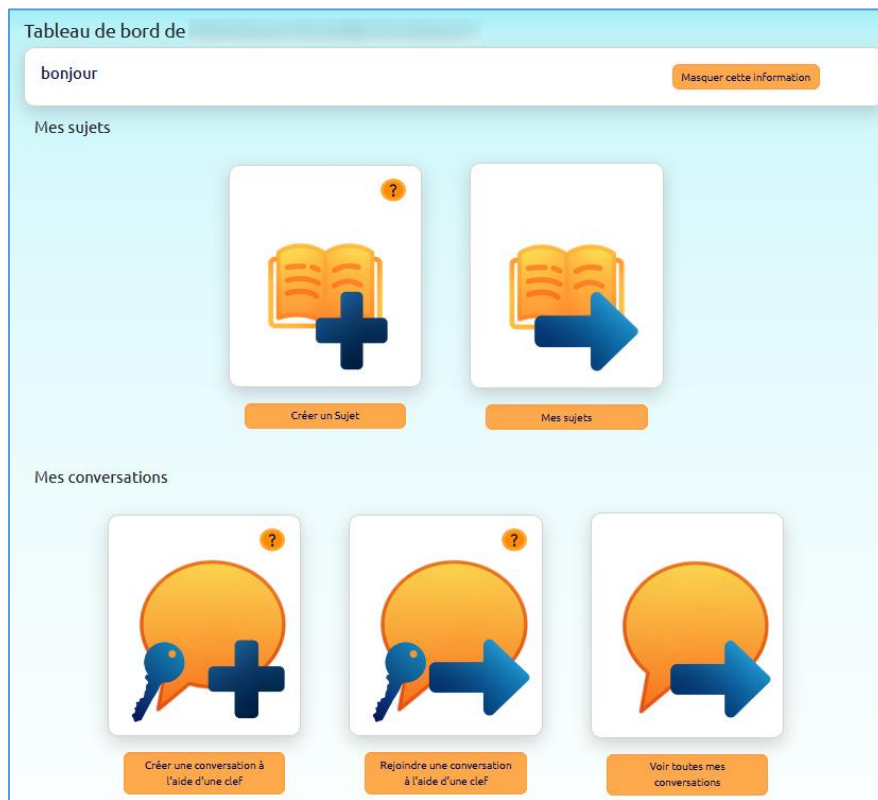 Tableau de bord de
bonjour
Masquer cette information
Mes sujets
?
Créer un Sujet
Mes sujets
Mes conversations
?
?
Créer une conversation à
l'aide d'une clef
Rejoindre une conversation
à l'aide d'une clef
Voir toutes mes
conversations